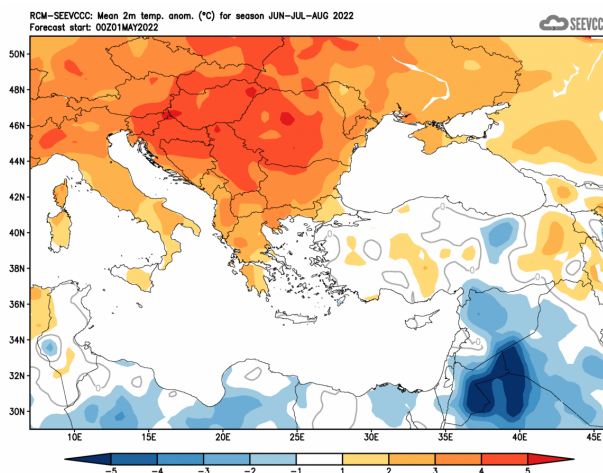 RCM-SEEVCCC: Mean 2m temp. anom. (°C) for season JUN-JUL-AUG 2022
Forecast start: 00Z01MAY2022
SEEVCC
50N
48N
46N
44N
42N
40N
38N
36N
34N
32N
30N
10E 15E 20E 25E 30E 35E 40E 45E
-5 -4 -3 -2 -1 1 2 3 4 5